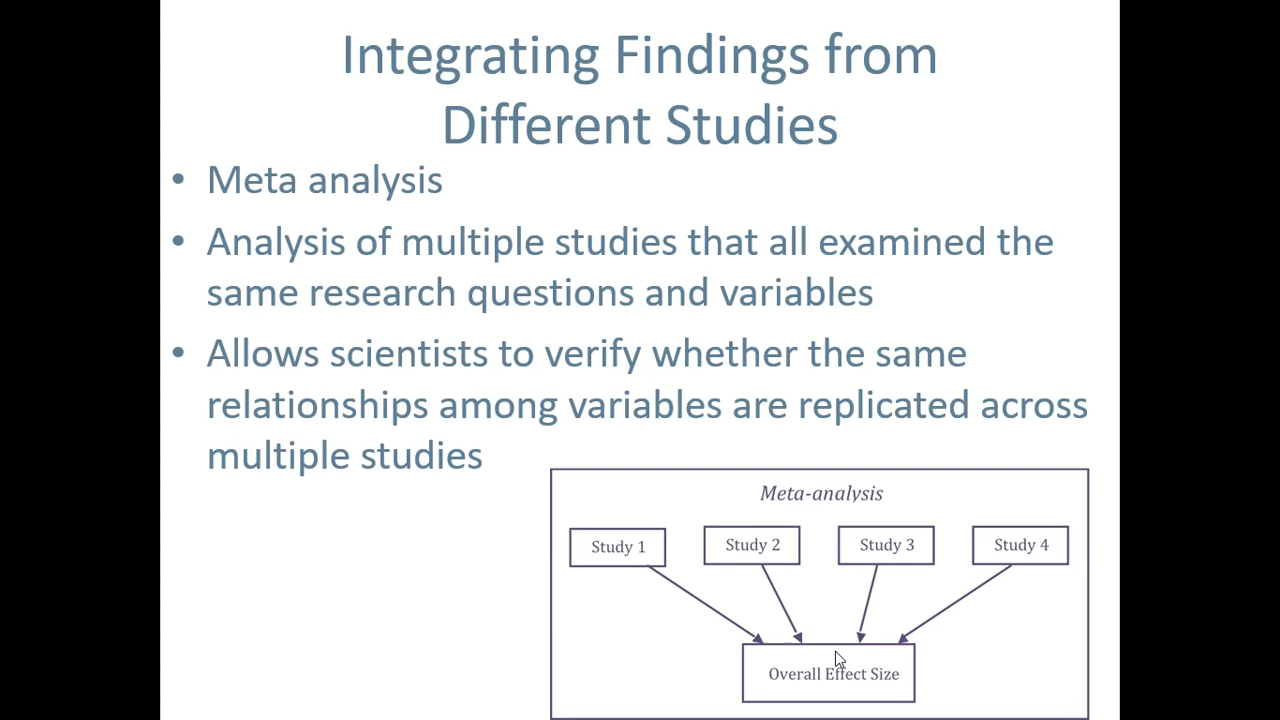 Integrating Findings from
Different Studies
• Meta analysis
• Analysis of multiple studies that all examined the
same research questions and variables
• Allows scientists to verify whether the same
relationships among variables are replicated across
multiple studies
Meta-analysis
Study 1
Study 2
Study 3
Study 4
Overall Effect Size